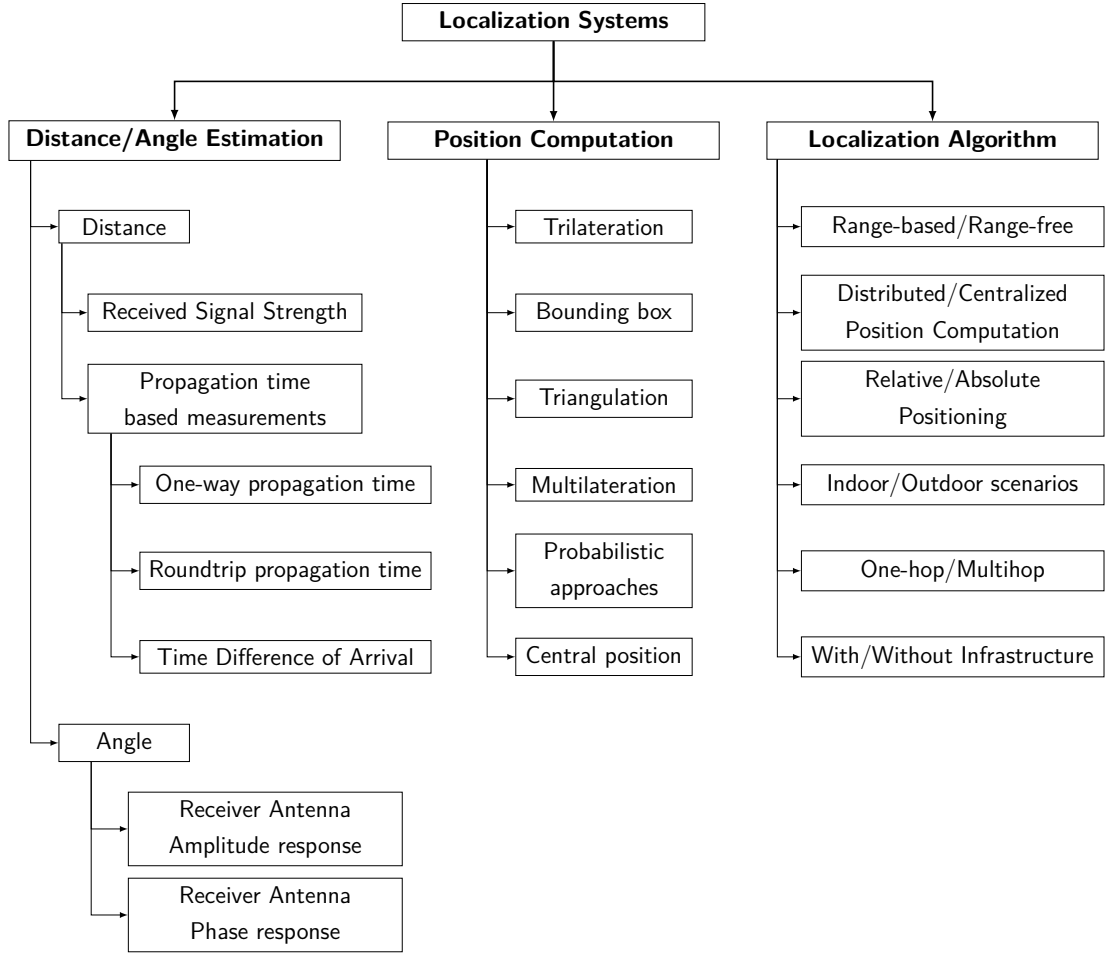 Localization Systems
Distance/Angle Estimation
Position Computation
Localization Algorithm
Distance
Received Signal Strength
Propagation time
based measurements
One-way propagation time
Roundtrip propagation time
Time Difference of Arrival
Angle
Receiver Antenna
Amplitude response
Receiver Antenna
Phase response
Trilateration
Bounding box
Triangulation
Multilateration
Probabilistic
approaches
Central position
Range-based/Range-free
Distributed/Centralized
Position Computation
Relative/Absolute
Positioning
Indoor/Outdoor scenarios
One-hop/Multihop
With/Without Infrastructure